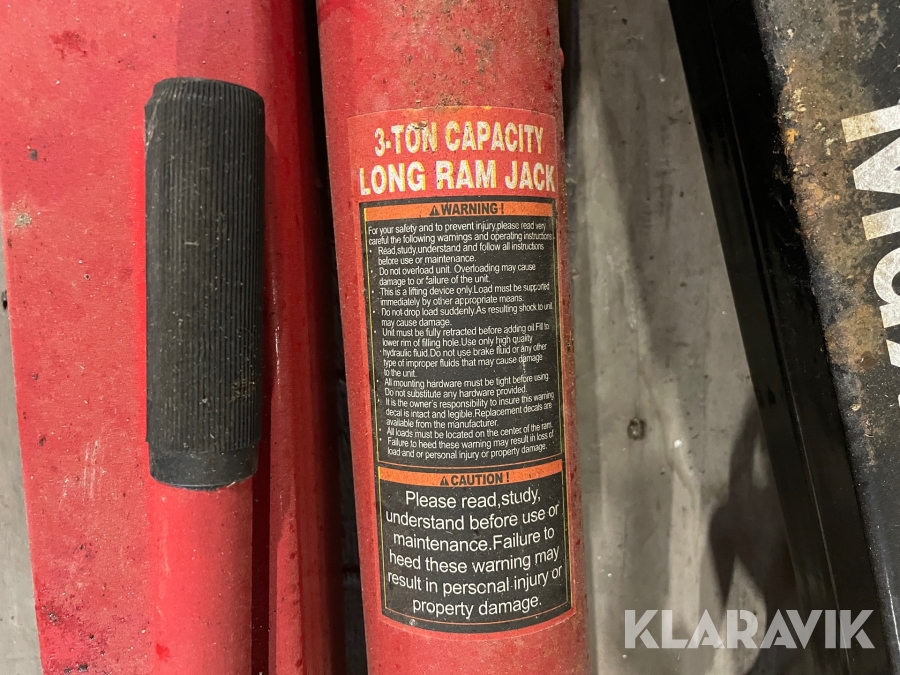 3-TON CAPACITY
LONG RAM JACK
WARNING !
For your safety and to prevent injury,please read very
careful the following warnings and operating instructions
• Read,study,understand and follow all instructions
before use or maintenance.
• Do not overload unit. Overloading may cause
damage to or failure of the unit.
• This is a lifting device only.Load must be supported
immediately by other appropriate means.
• Do not drop load suddenly.As resulting shock to unit
may cause damage.
• Unit must be fully retracted before adding oil.Fill to
lower rim of filling hole.Use only high quality
hydraulic fluid.Do not use brake fluid or any other
type of improper fluids that may cause damage
to the unit.
• All mounting hardware must be tight before using
Do not substitute any hardware provided.
• It is the owner's responsibility to insure this warning
decal is intact and legible.Replacement decals are
available from the manufacturer.
• All loads must be located on the center of the ram.
Failure to heed these warning may result in loss of
load and or personal injury or property damage.
CAUTION !
Please read,study,
understand before use or
maintenance.Failure to
heed these warning may
result in personal injury or
property damage.
KLARAVIK